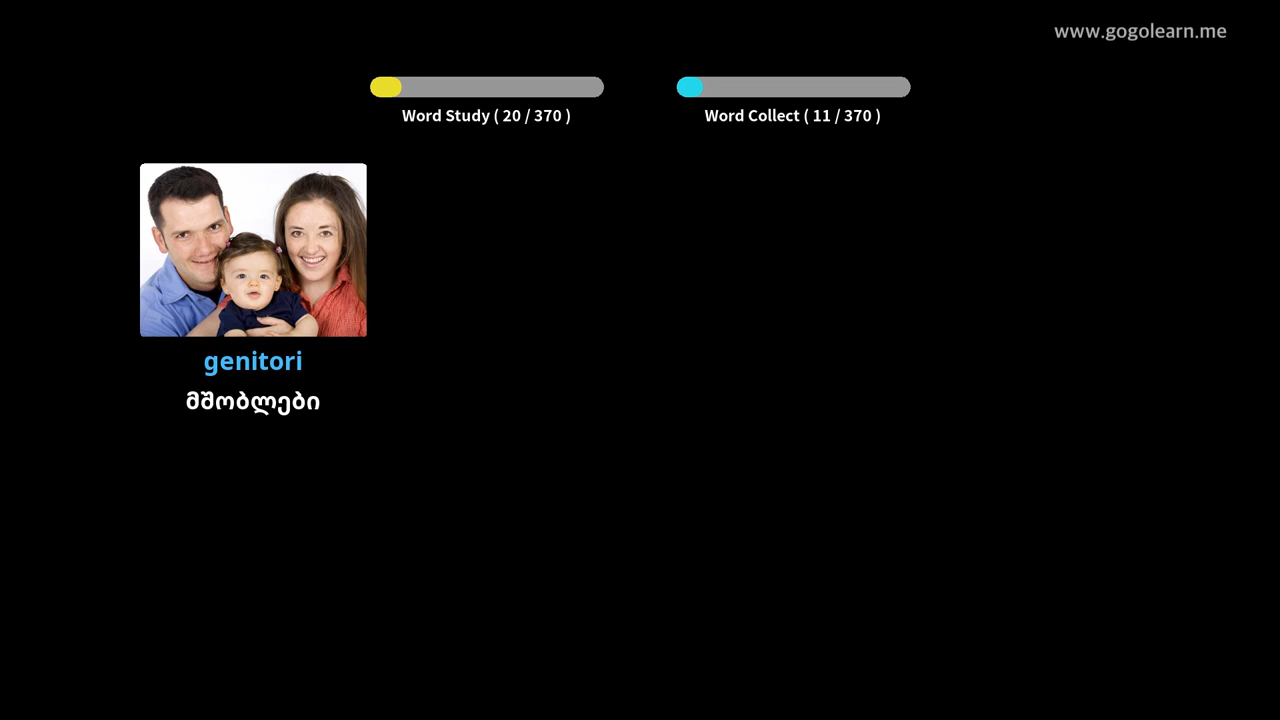 www.gogolearn.me
Word Study ( 20 / 370 )
Word Collect ( 11 / 370 )
genitori
მშობლები